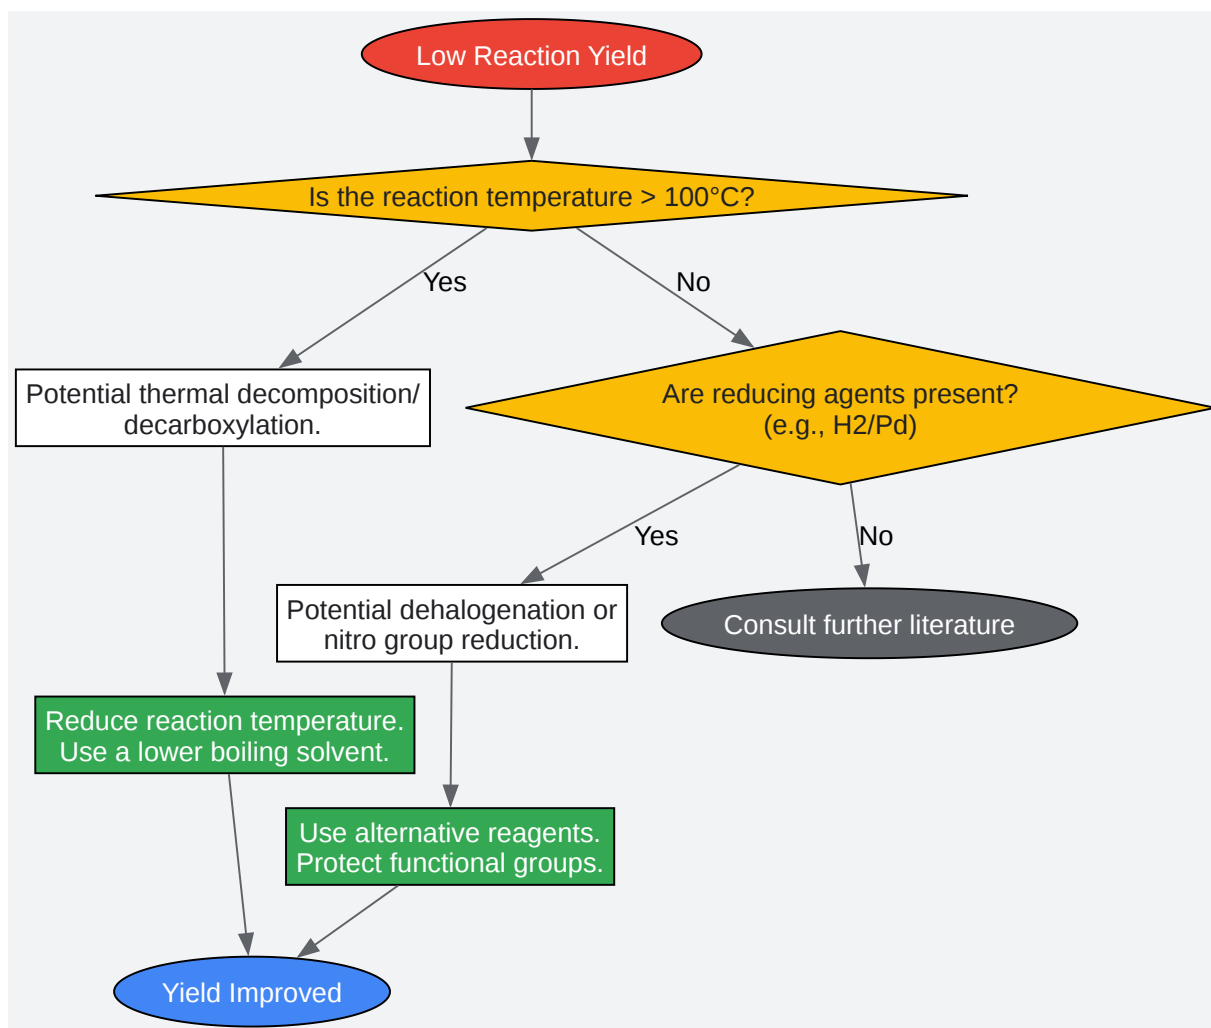 Low Reaction Yield
Is the reaction temperature > 100°C?
Yes
No
Potential thermal decomposition/
decarboxylation.
Are reducing agents present?
(e.g., H2/Pd)
Yes
No
Potential dehalogenation or
nitro group reduction.
Consult further literature
Reduce reaction temperature.
Use a lower boiling solvent.
Use alternative reagents.
Protect functional groups.
Yield Improved